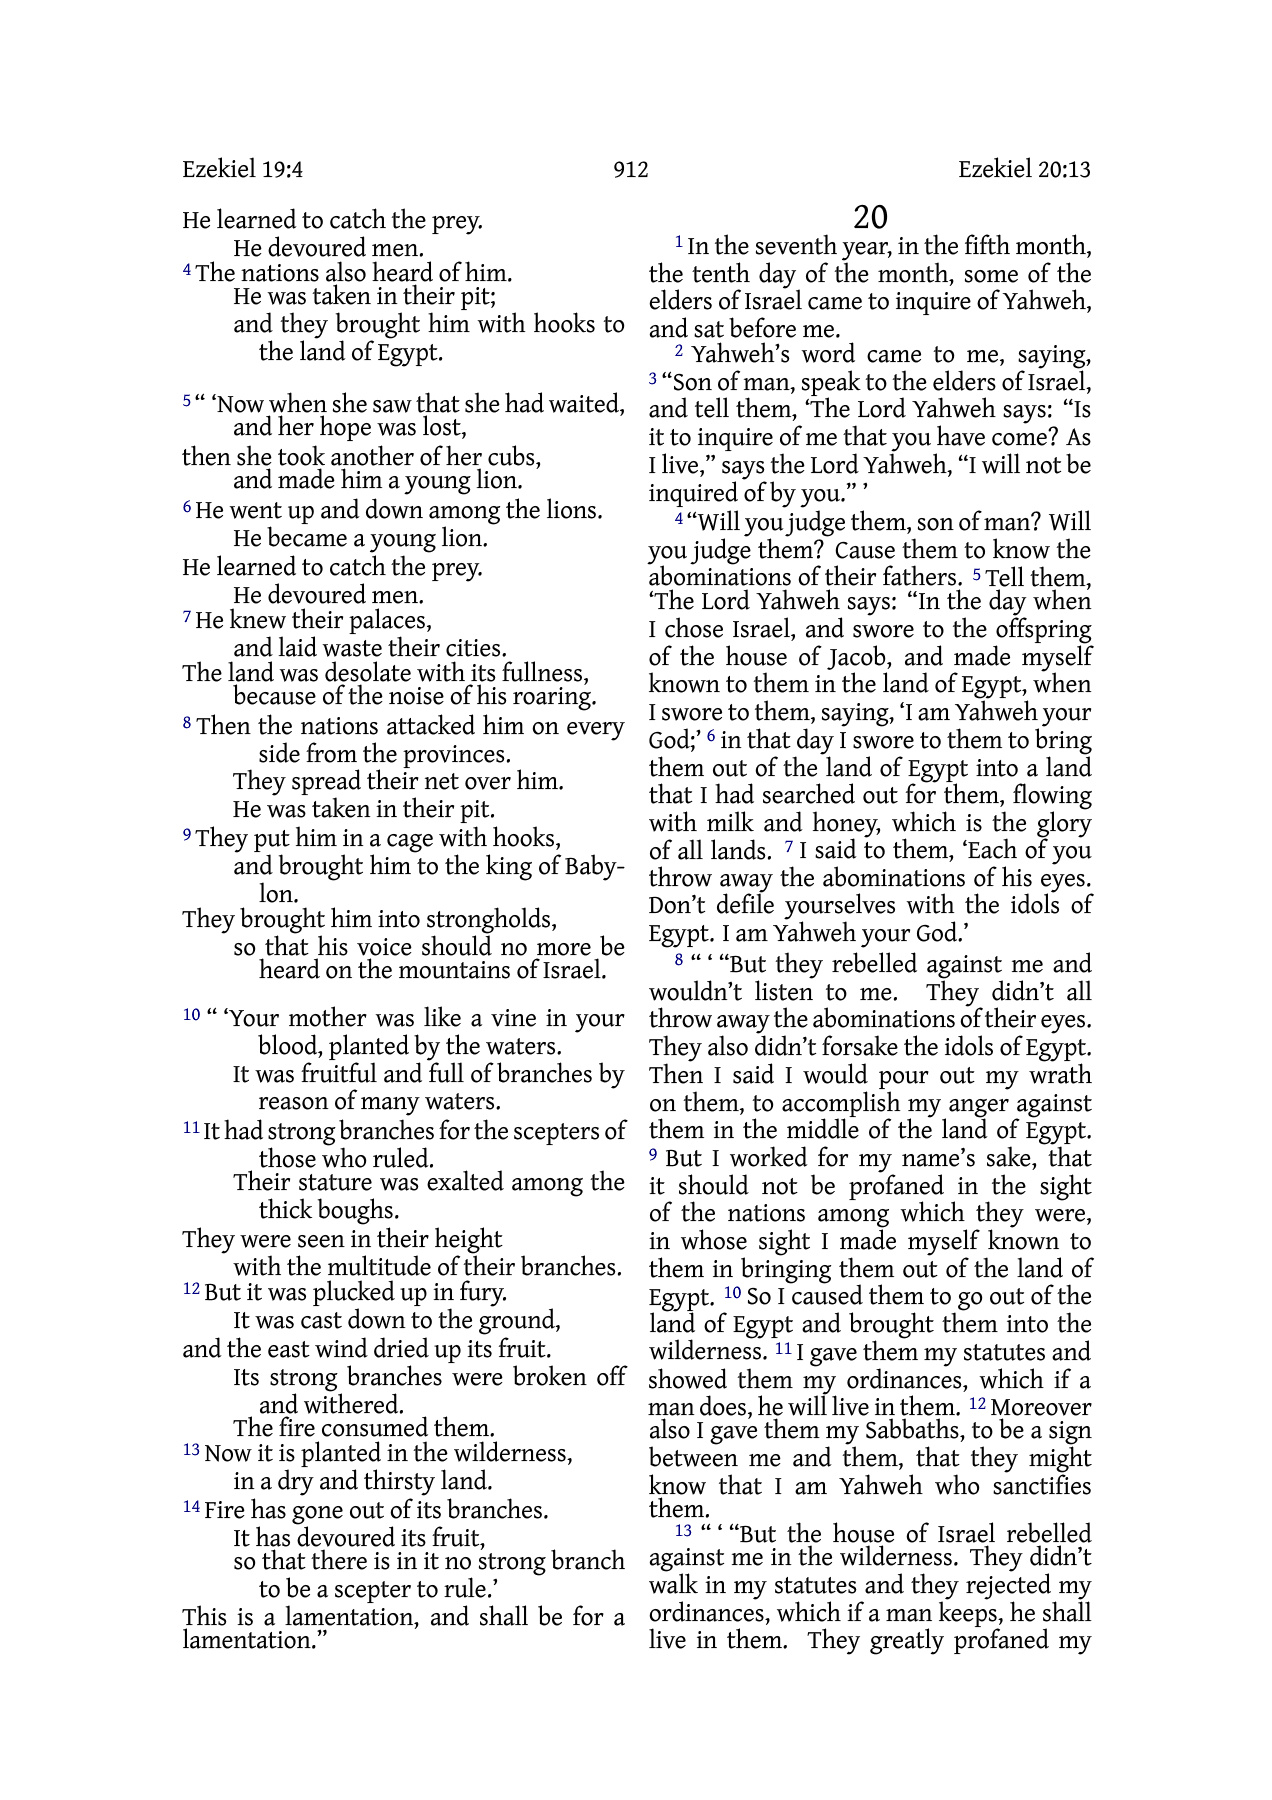 Ezekiel 19:4 912 Ezekiel 20:13
He learned to catch the prey.
He devoured men.
4 The nations also heard of him.
He was taken in their pit;
and they brought him with hooks to
the land of Egypt.
5 “ ‘Now when she saw that she had waited,
and her hope was lost,
then she took another of her cubs,
and made him a young lion.
6 He went up and down among the lions.
He became a young lion.
He learned to catch the prey.
He devoured men.
7 He knew their palaces,
and laid waste their cities.
The land was desolate with its fullness,
because of the noise of his roaring.
8 Then the nations attacked him on every
side from the provinces.
They spread their net over him.
He was taken in their pit.
9 They put him in a cage with hooks,
and brought him to the king of Baby-
lon.
They brought him into strongholds,
so that his voice should no more be
heard on the mountains of Israel.
10 “ ‘Your mother was like a vine in your
blood, planted by the waters.
It was fruitful and full of branches by
reason of many waters.
11 It had strong branches for the scepters of
those who ruled.
Their stature was exalted among the
thick boughs.
They were seen in their height
with the multitude of their branches.
12 But it was plucked up in fury.
It was cast down to the ground,
and the east wind dried up its fruit.
Its strong branches were broken off
and withered.
The fire consumed them.
13 Now it is planted in the wilderness,
in a dry and thirsty land.
14 Fire has gone out of its branches.
It has devoured its fruit,
so that there is in it no strong branch
to be a scepter to rule.’
This is a lamentation, and shall be for a
lamentation.”
20
1 In the seventh year, in the fifth month,
the tenth day of the month, some of the
elders of Israel came to inquire of Yahweh,
and sat before me.
2 Yahweh’s word came to me, saying,
3 “Son of man, speak to the elders of Israel,
and tell them, ‘The Lord Yahweh says: “Is
it to inquire of me that you have come? As
I live,” says the Lord Yahweh, “I will not be
inquired of by you.” ’
4 “Will you judge them, son of man? Will
you judge them? Cause them to know the
abominations of their fathers. 5 Tell them,
‘The Lord Yahweh says: “In the day when
I chose Israel, and swore to the offspring
of the house of Jacob, and made myself
known to them in the land of Egypt, when
I swore to them, saying, ‘I am Yahweh your
God;’ 6 in that day I swore to them to bring
them out of the land of Egypt into a land
that I had searched out for them, flowing
with milk and honey, which is the glory
of all lands. 7 I said to them, ‘Each of you
throw away the abominations of his eyes.
Don’t defile yourselves with the idols of
Egypt. I am Yahweh your God.’
8 “ ‘ “But they rebelled against me and
wouldn’t listen to me. They didn’t all
throw away the abominations of their eyes.
They also didn’t forsake the idols of Egypt.
Then I said I would pour out my wrath
on them, to accomplish my anger against
them in the middle of the land of Egypt.
9 But I worked for my name’s sake, that
it should not be profaned in the sight
of the nations among which they were,
in whose sight I made myself known to
them in bringing them out of the land of
Egypt. 10 So I caused them to go out of the
land of Egypt and brought them into the
wilderness. 11 I gave them my statutes and
showed them my ordinances, which if a
man does, he will live in them. 12 Moreover
also I gave them my Sabbaths, to be a sign
between me and them, that they might
know that I am Yahweh who sanctifies
them.
13 “ ‘ “But the house of Israel rebelled
against me in the wilderness. They didn’t
walk in my statutes and they rejected my
ordinances, which if a man keeps, he shall
live in them. They greatly profaned my